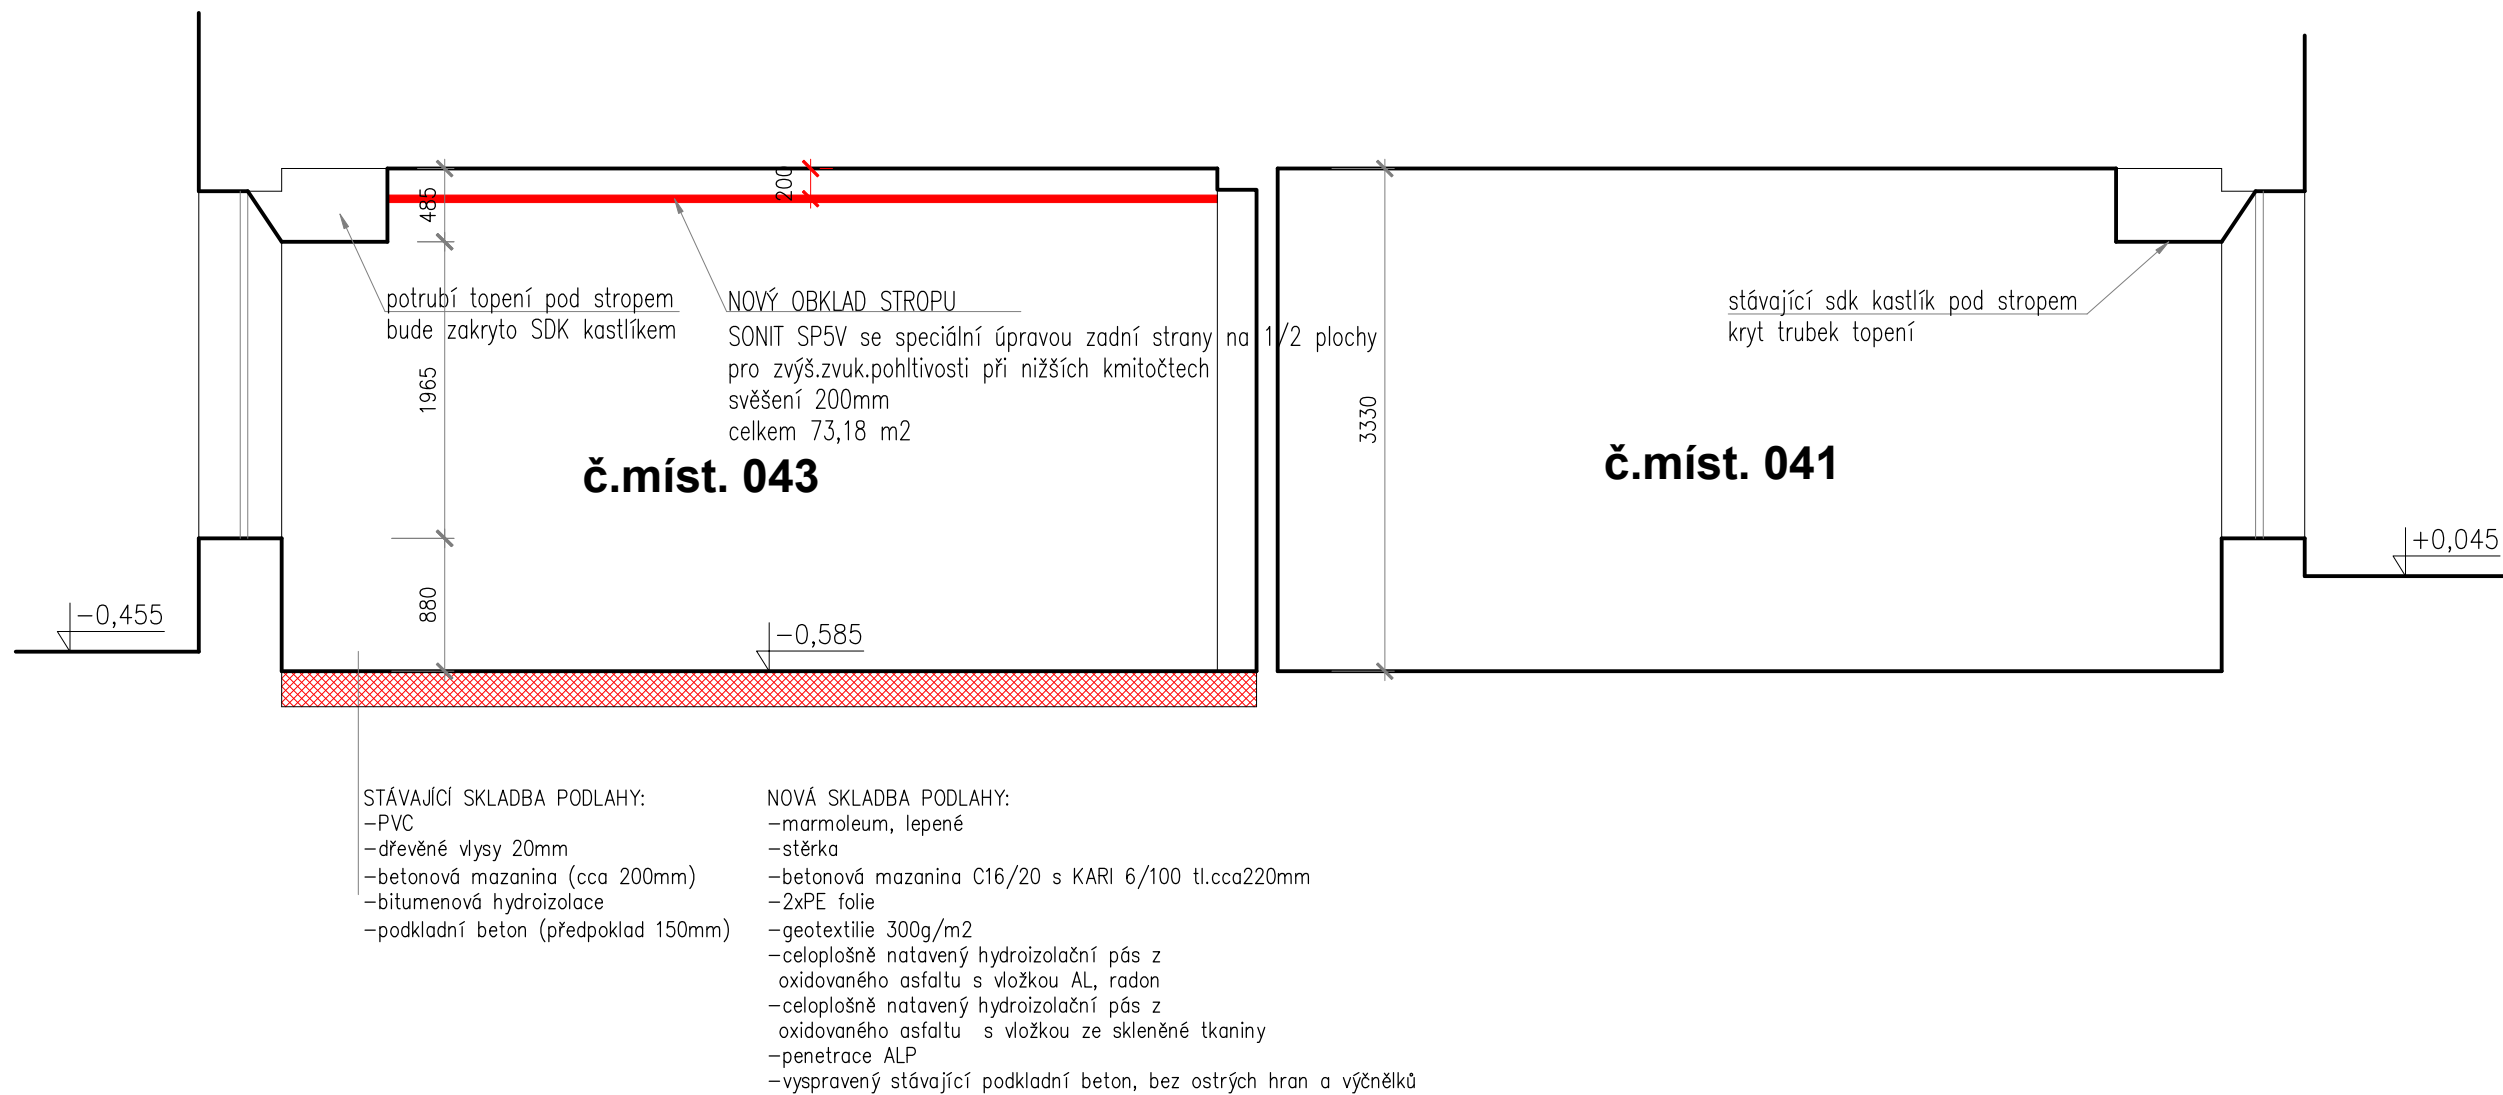 200
485
potrubí topení pod stropem
bude zakryto SDK kastlíkem
NOVÝ OBKLAD STROPU
SONIT SP5V se speciální úpravou zadní strany na 1/2 plochy
pro zvýš.zvuk.pohltivosti při nižších kmitočtech
svěšení 200mm
celkem 73,18 m2
stávající sdk kastlík pod stropem
kryt trubek topení
1965
3330
č.míst. 043
č.míst. 041
+0,045
880
-0,455
-0,585
STÁVAJÍCÍ SKLADBA PODLAHY:
-PVC
-dřevěné vlysy 20mm
-betonová mazanina (cca 200mm)
-bitumenová hydroizolace
-podkladní beton (předpoklad 150mm)
NOVÁ SKLADBA PODLAHY:
-marmoleum, lepené
-stěrka
-betonová mazanina C16/20 s KARI 6/100 tl.cca220mm
-2xPE folie
-geotextilie 300g/m2
-celoplošně natavený hydroizolační pás z
oxidovaného asfaltu s vložkou AL, radon
-celoplošně natavený hydroizolační pás z
oxidovaného asfaltu s vložkou ze skleněné tkaniny
-penetrace ALP
-vyspravený stávající podkladní beton, bez ostrých hran a výčnělků